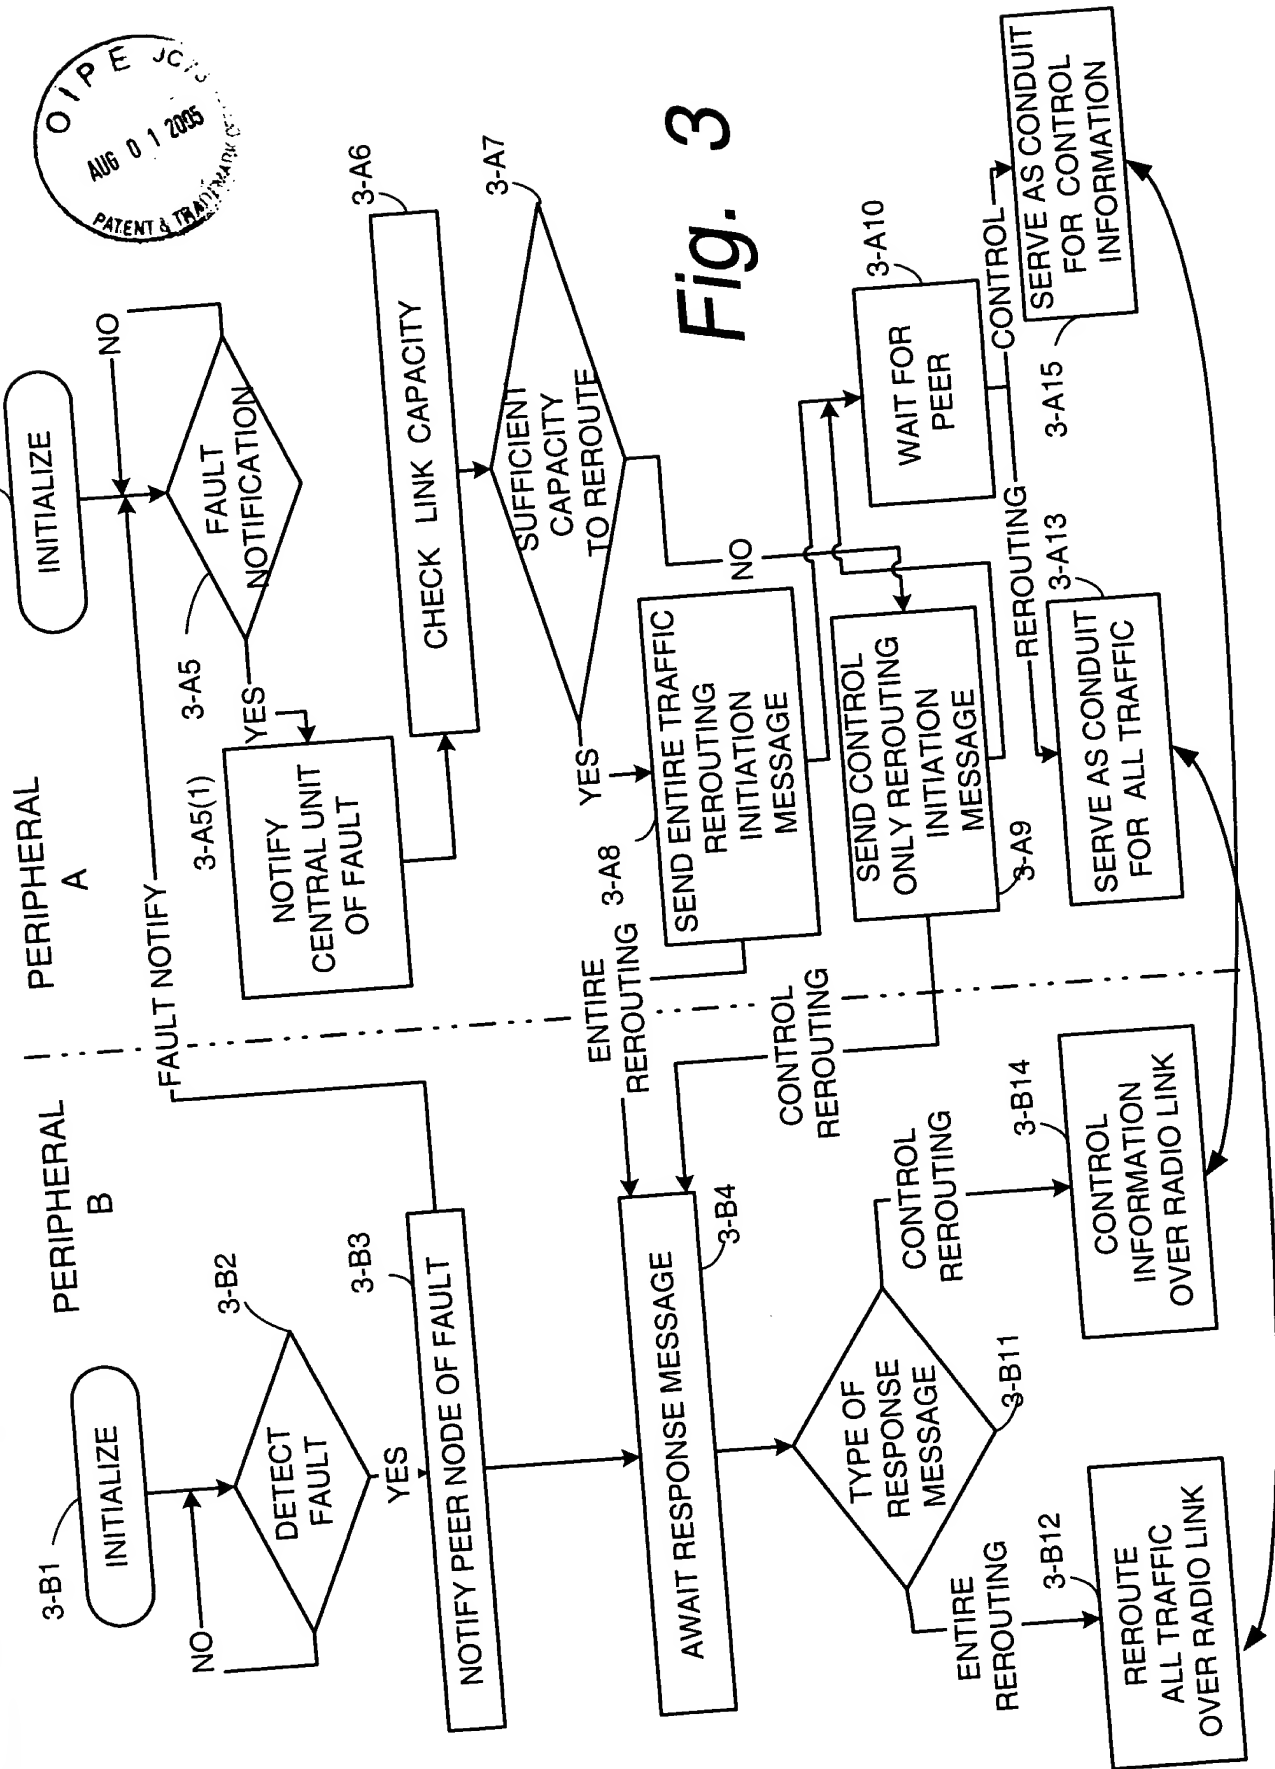 PERIPHERAL
B
PERIPHERAL
A
O I P E JC
AUG 0 1 2005
PATENT & TRADEMARK
3-B1
INITIALIZE
NO
DETECT
FAULT
3-B2
YES
3-B3
NOTIFY PEER NODE OF FAULT
FAULT NOTIFY
INITIALIZE
NO
FAULT
NOTIFICATION
3-A5
YES
3-A5(1)
NOTIFY
CENTRAL UNIT
OF FAULT
3-A6
CHECK LINK CAPACITY
3-A7
SUFFICIENT
CAPACITY
TO REROUTE
YES
NO
3-A8
SEND ENTIRE TRAFFIC
REROUTING
INITIATION
MESSAGE
ENTIRE
REROUTING
SEND CONTROL
ONLY REROUTING
INITIATION
MESSAGE
3-A9
CONTROL
REROUTING
AWAIT RESPONSE MESSAGE
3-B4
TYPE OF
RESPONSE
MESSAGE
3-B11
ENTIRE
REROUTING
3-B12
REROUTE
ALL TRAFFIC
OVER RADIO LINK
CONTROL
REROUTING
3-B14
CONTROL
INFORMATION
OVER RADIO LINK
3-A10
WAIT FOR
PEER
REROUTING
CONTROL
3-A13
SERVE AS CONDUIT
FOR ALL TRAFFIC
3-A15
SERVE AS CONDUIT
FOR CONTROL
INFORMATION
Fig. 3